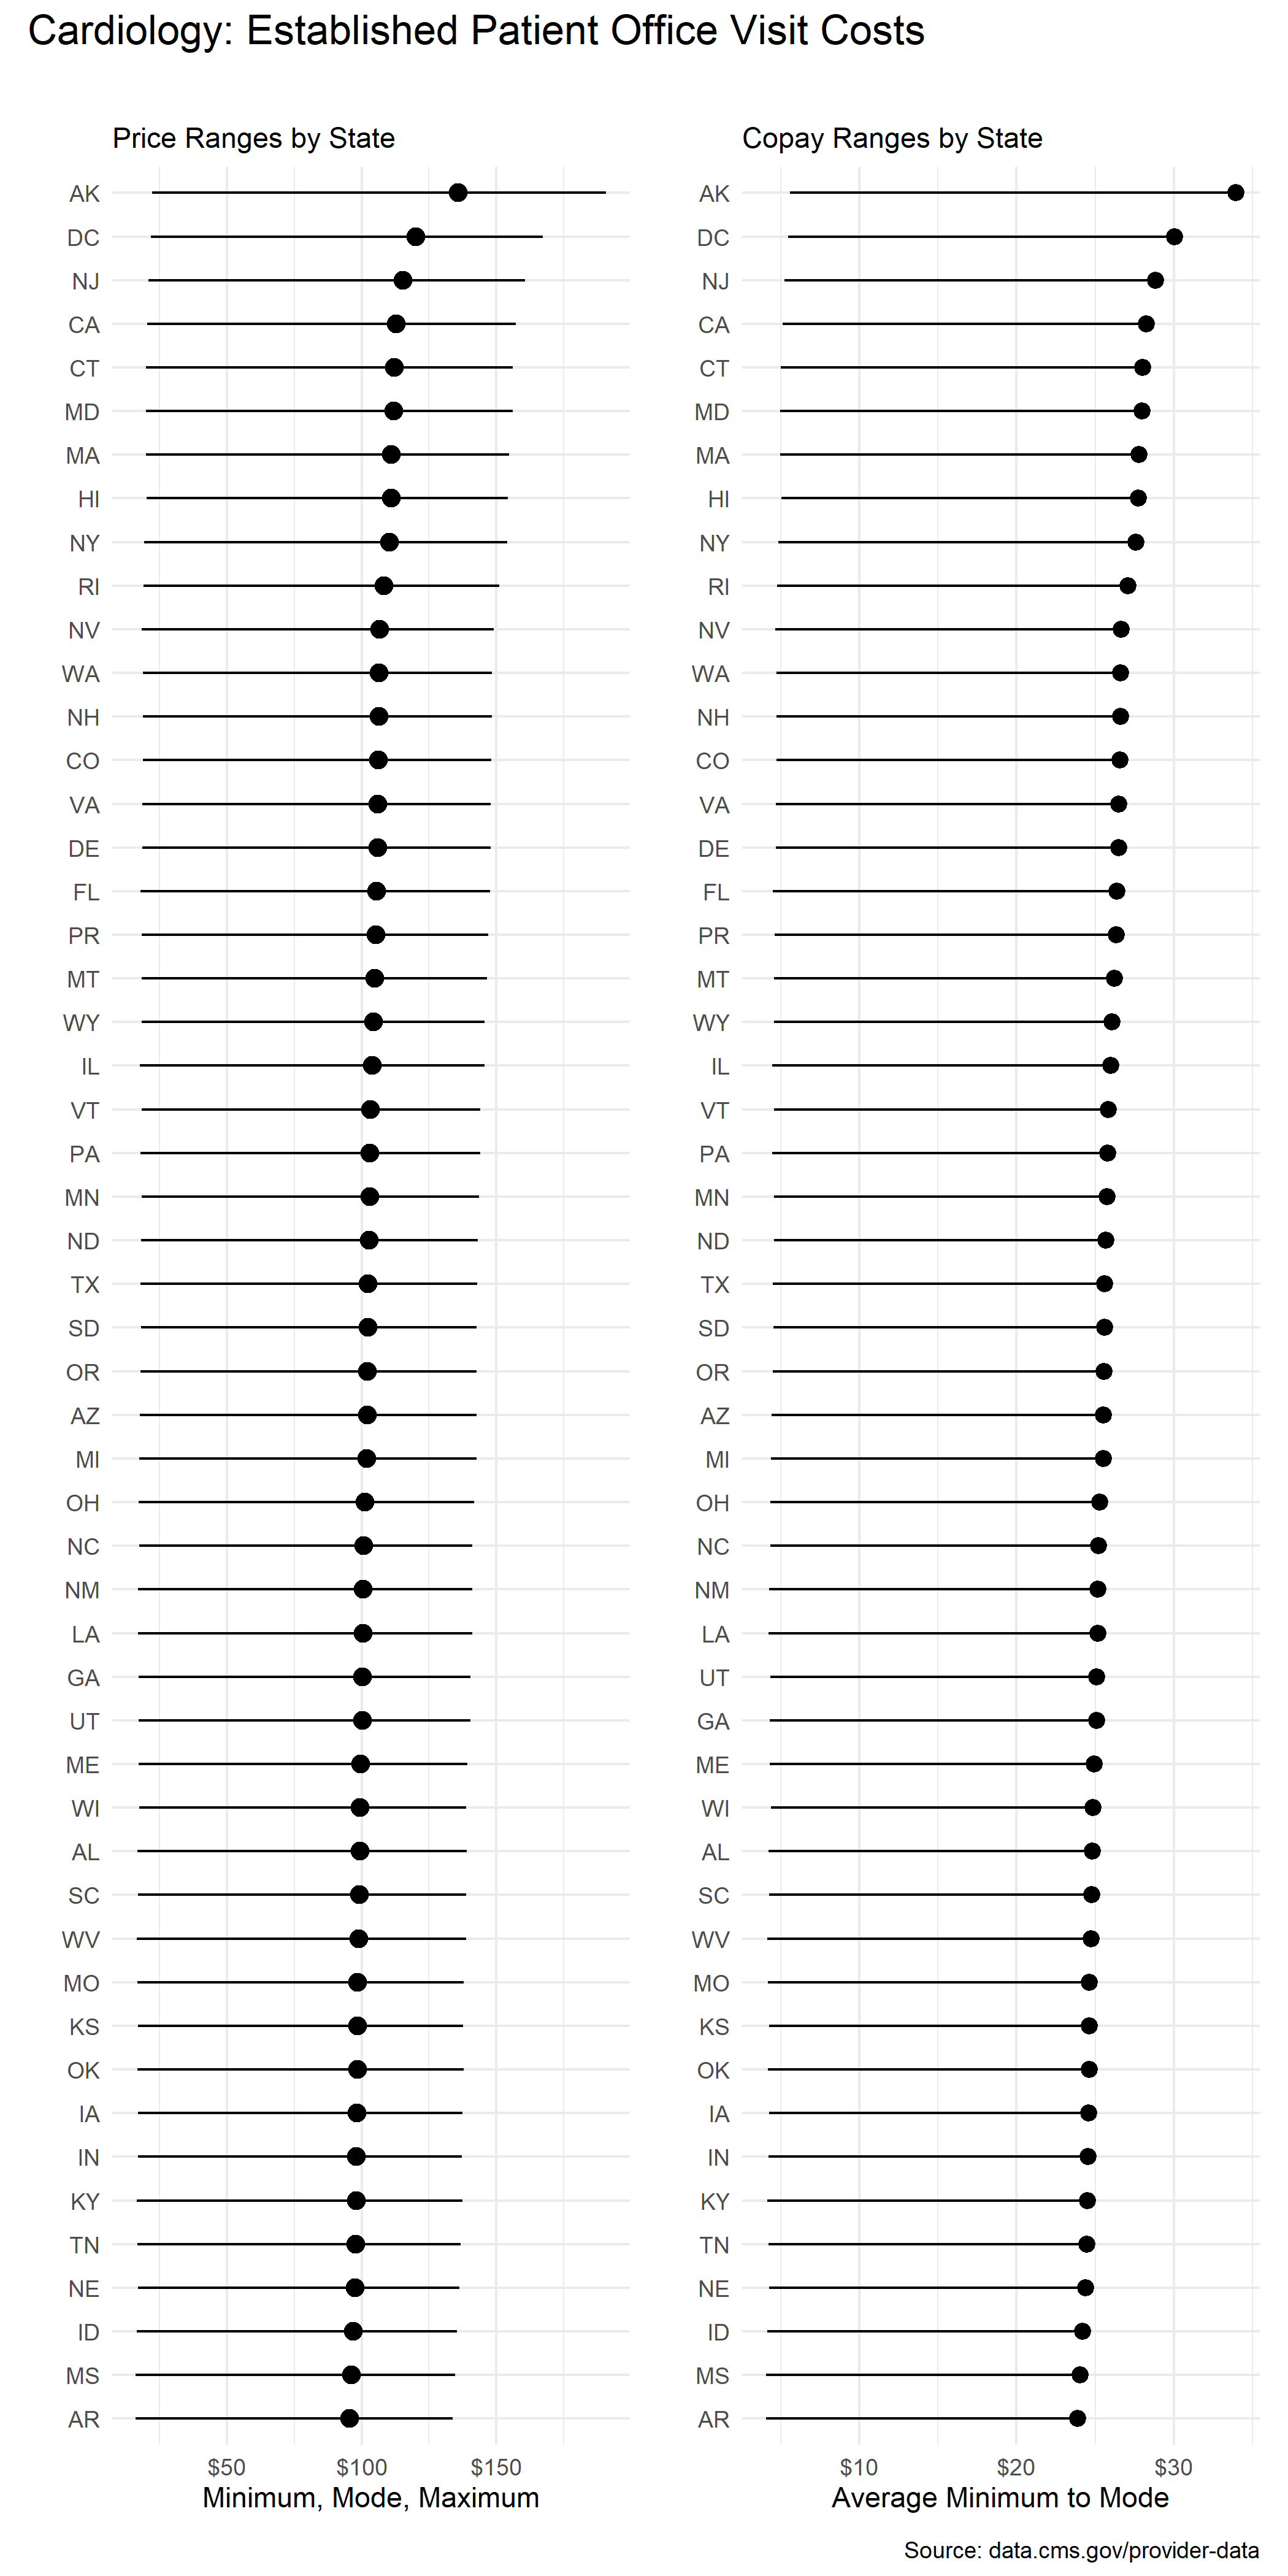 Cardiology: Established Patient Office Visit Costs
Price Ranges by State
AK
DC
NJ
CA
CT
MD
MA
HI
NY
RI
NV
WA
NH
CO
VA
DE
FL
PR
MT
WY
IL
VT
PA
MN
ND
TX
SD
OR
AZ
MI
OH
NC
NM
LA
GA
UT
ME
WI
AL
SC
WV
MO
KS
OK
IA
IN
KY
TN
NE
ID
MS
AR
$50 $100 $150
Minimum, Mode, Maximum
Copay Ranges by State
AK
DC
NJ
CA
CT
MD
MA
HI
NY
RI
NV
WA
NH
CO
VA
DE
FL
PR
MT
WY
IL
VT
PA
MN
ND
TX
SD
OR
AZ
MI
OH
NC
NM
LA
UT
GA
ME
WI
AL
SC
WV
MO
KS
OK
IA
IN
KY
TN
NE
ID
MS
AR
$10 $20 $30
Average Minimum to Mode
Source: data.cms.gov/provider-data